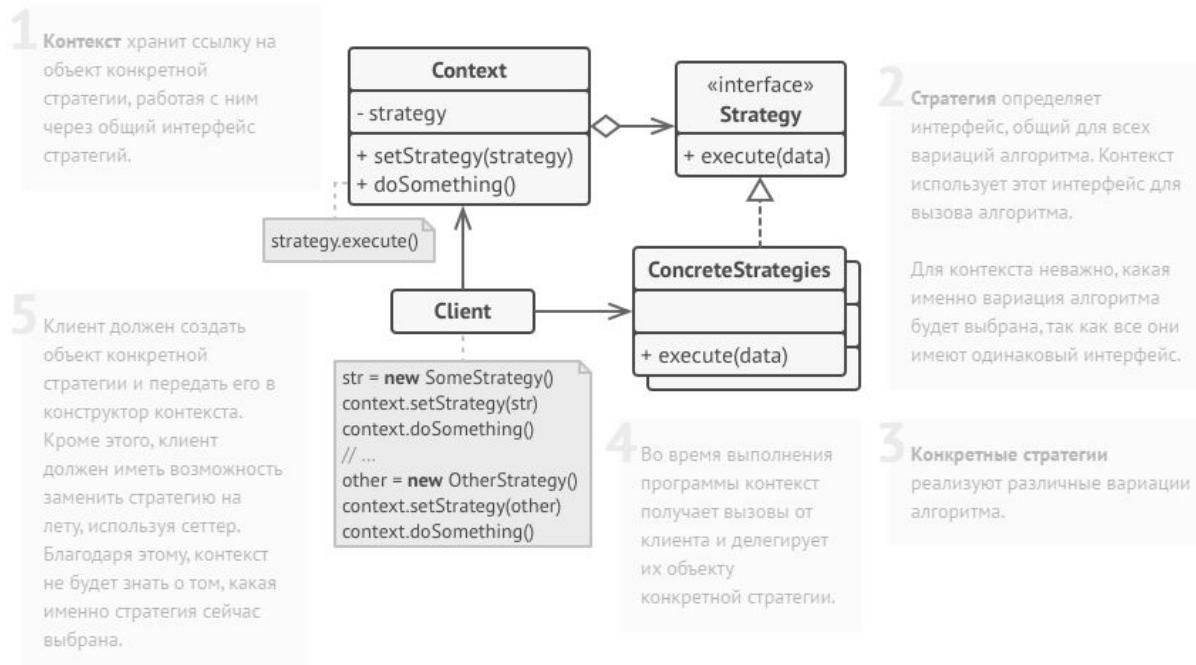 1
Контекст хранит ссылку на
объект конкретной
стратегии, работая с ним
через общий интерфейс
стратегий.
Context
- strategy
+ setStrategy(strategy)
+ doSomething()
strategy.execute()
«interface»
Strategy
+ execute(data)
2
Стратегия определяет
интерфейс, общий для всех
вариаций алгоритма. Контекст
использует этот интерфейс для
вызова алгоритма.
Для контекста неважно, какая
именно вариация алгоритма
будет выбрана, так как все они
имеют одинаковый интерфейс.
ConcreteStrategies
+ execute(data)
Client
str = new SomeStrategy()
context.setStrategy(str)
context.doSomething()
// ...
other = new OtherStrategy()
context.setStrategy(other)
context.doSomething()
3
Конкретные стратегии
реализуют различные вариации
алгоритма.
4
Во время выполнения
программы контекст
получает вызовы от
клиента и делегирует
их объекту
конкретной стратегии.
5
Клиент должен создать
объект конкретной
стратегии и передать его в
конструктор контекста.
Кроме этого, клиент
должен иметь возможность
заменить стратегию на
лету, используя сеттер.
Благодаря этому, контекст
не будет знать о том, какая
именно стратегия сейчас
выбрана.